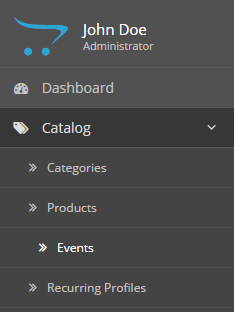 John Doe
Administrator
Dashboard
Catalog
Categories
Products
Events
Recurring Profiles